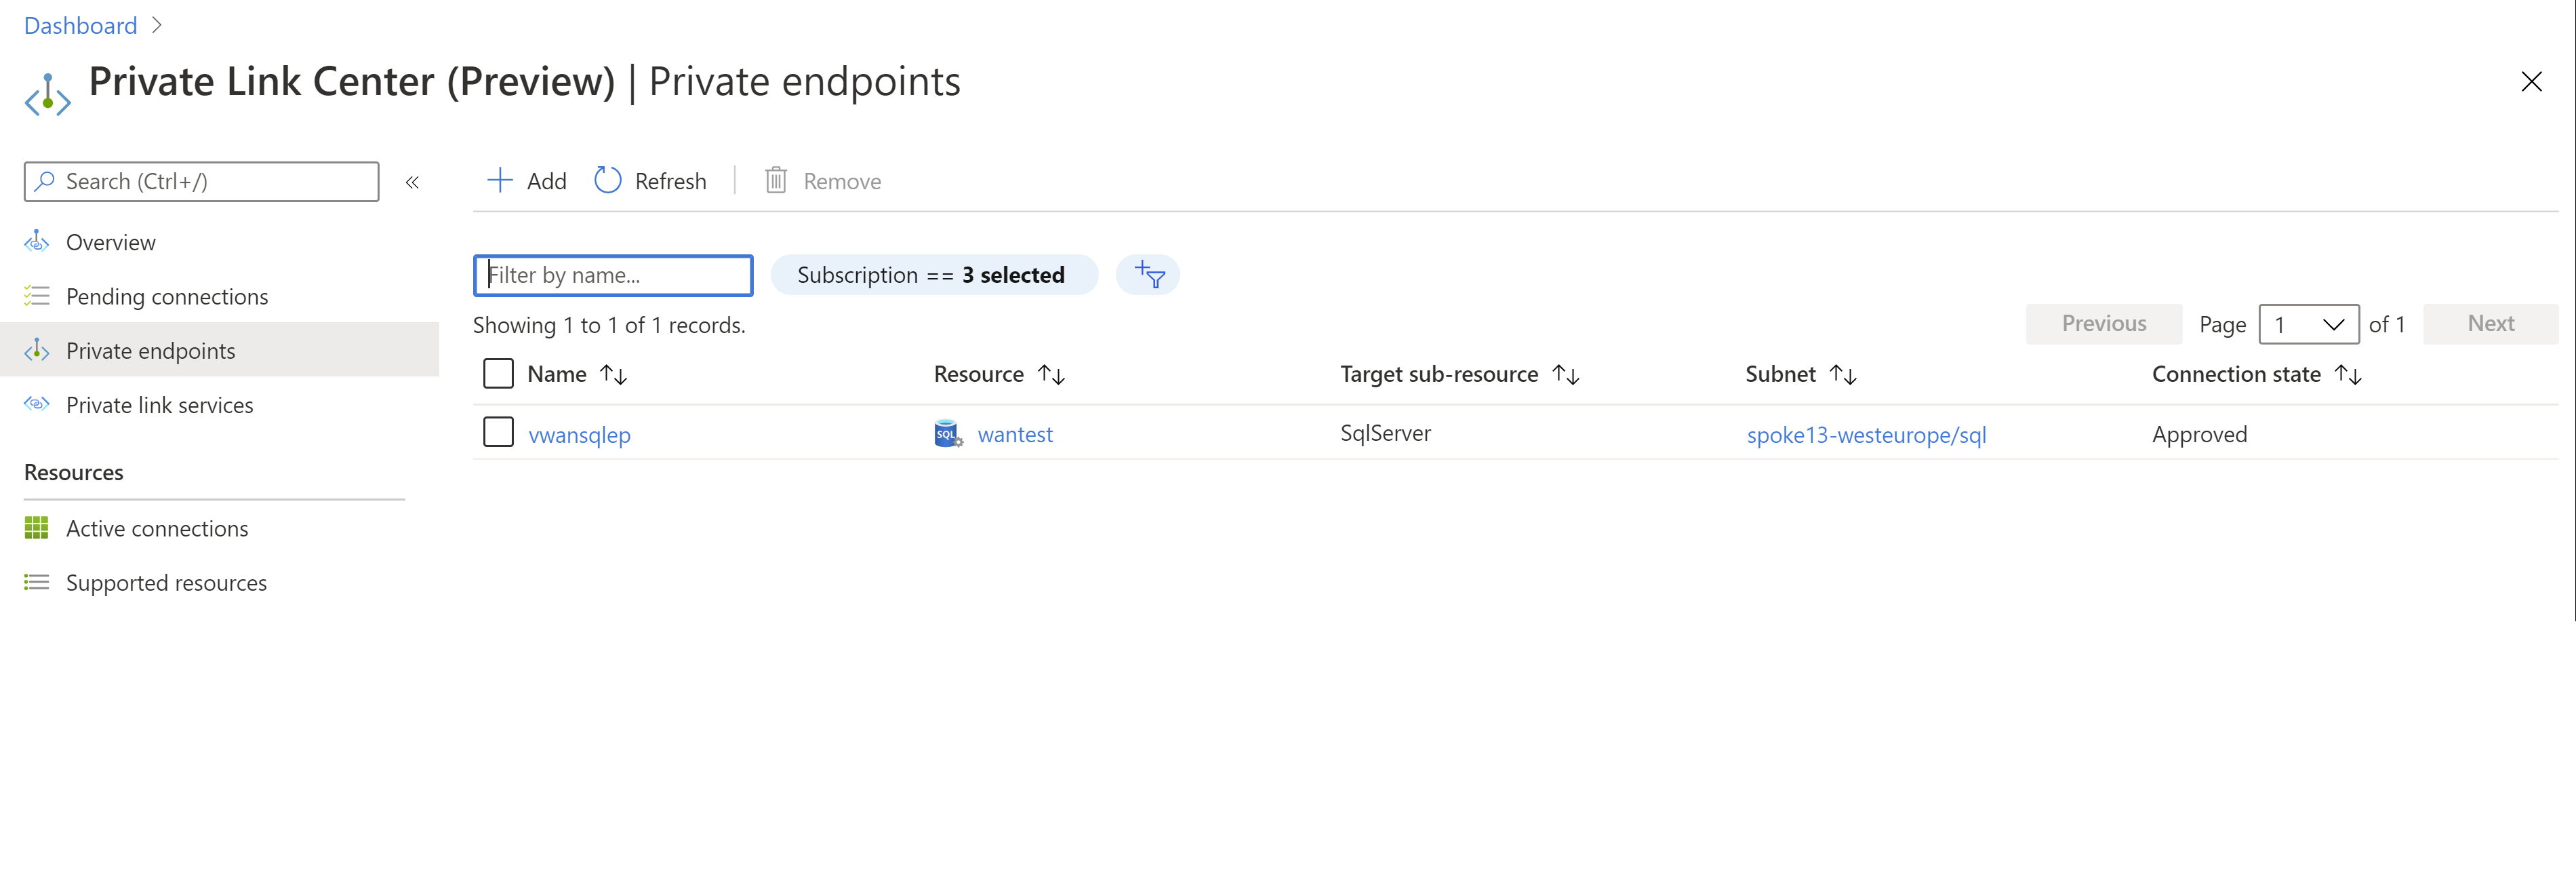 Dashboard
Private Link Center (Preview) | Private endpoints
Search (Ctrl+/)
Overview
Pending connections
Private endpoints
Private link services
Resources
Active connections
Supported resources
Add Refresh Remove
Filter by name... Subscription == 3 selected
Showing 1 to 1 of 1 records. Previous Page 1 of 1 Next
Name Resource Target sub-resource Subnet Connection state
vwansqlep SQL wantest SqlServer spoke13-westeurope/sql Approved